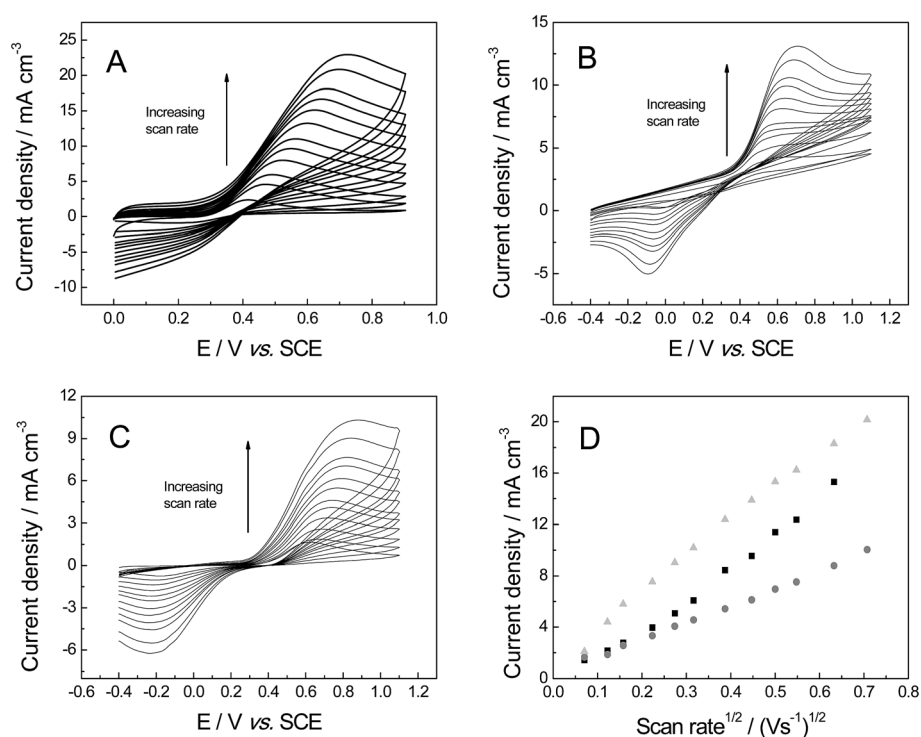 A
Increasing
scan rate
Current density / mA cm⁻³
25
20
15
10
5
0
-5
-10
0.0 0.2 0.4 0.6 0.8 1.0
E / V vs. SCE
B
Increasing
scan rate
Current density / mA cm⁻³
15
10
5
0
-5
-0.6 -0.4 -0.2 0.0 0.2 0.4 0.6 0.8 1.0 1.2
E / V vs. SCE
C
Increasing
scan rate
Current density / mA cm⁻³
12
9
6
3
0
-3
-6
-0.6 -0.4 -0.2 0.0 0.2 0.4 0.6 0.8 1.0 1.2
E / V vs. SCE
D
Current density / mA cm⁻³
20
16
12
8
4
0
0.0 0.1 0.2 0.3 0.4 0.5 0.6 0.7 0.8
Scan rate^1/2 / (Vs⁻¹)^1/2